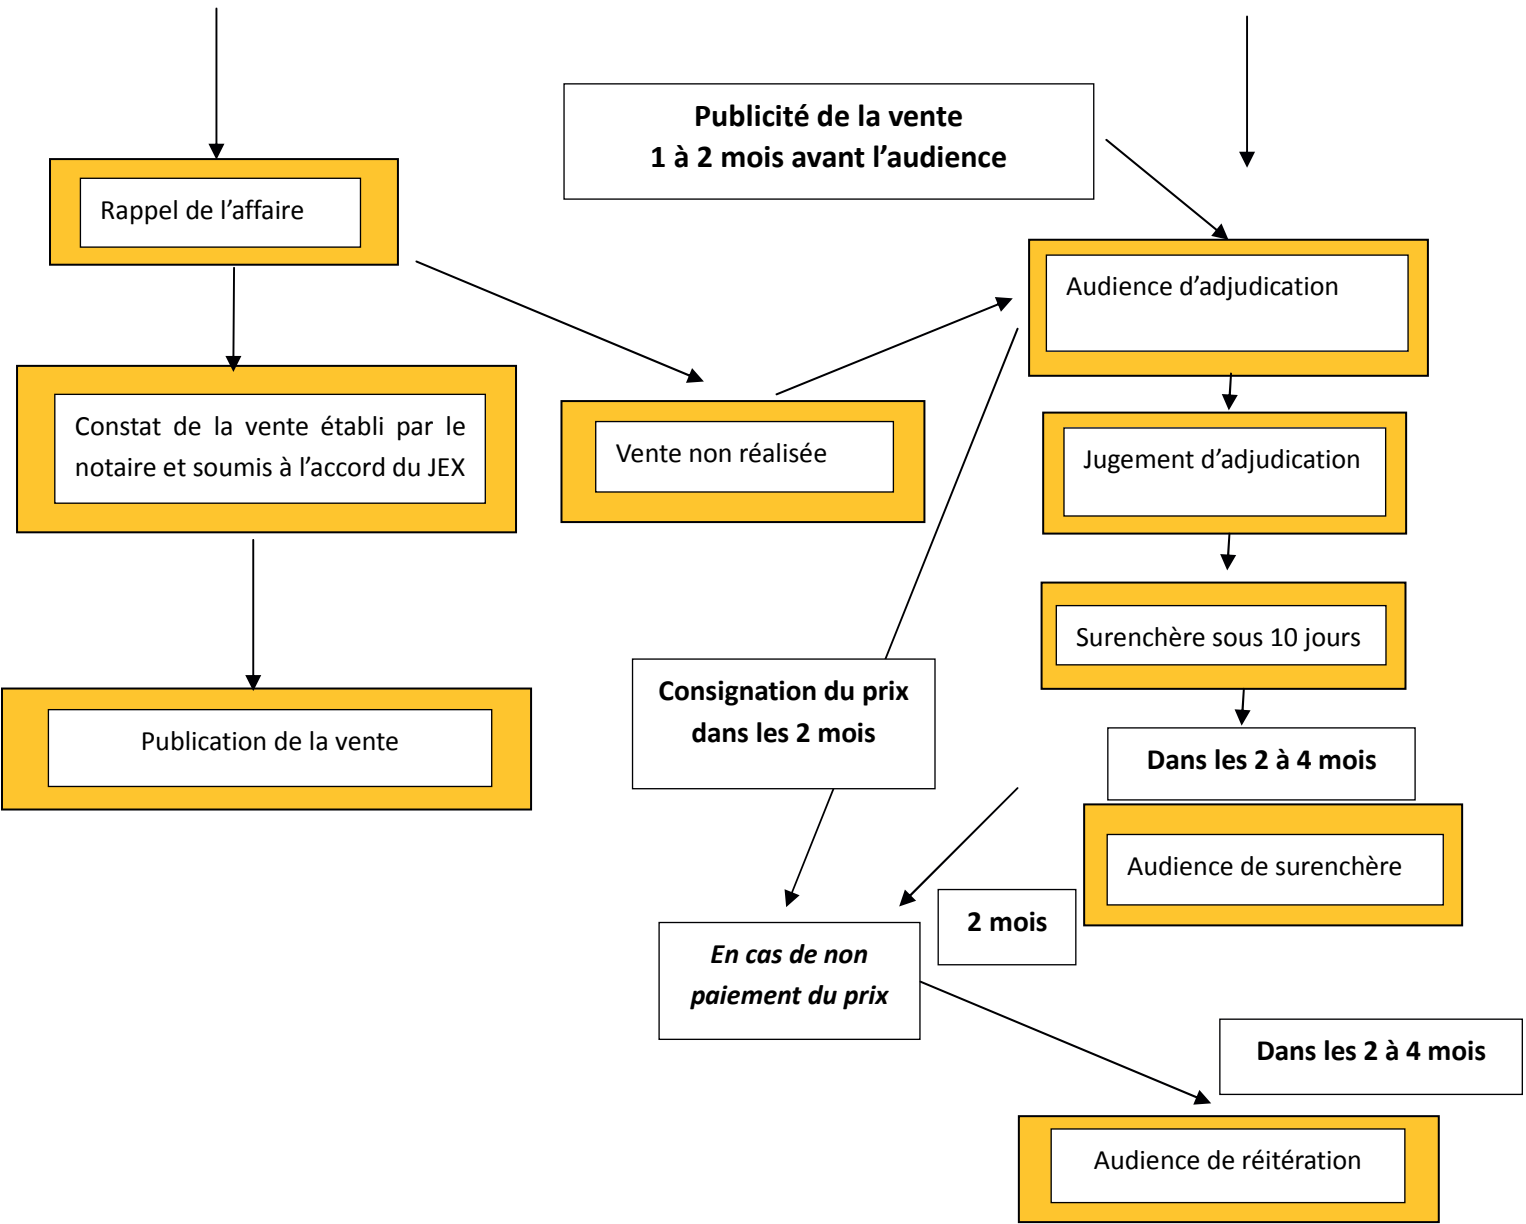 Publicité de la vente
1 à 2 mois avant l’audience
Rappel de l’affaire
Audience d’adjudication
Constat de la vente établi par le
notaire et soumis à l’accord du JEX
Vente non réalisée
Jugement d’adjudication
Surenchère sous 10 jours
Consignation du prix
dans les 2 mois
Publication de la vente
Dans les 2 à 4 mois
Audience de surenchère
2 mois
En cas de non
paiement du prix
Dans les 2 à 4 mois
Audience de réitération